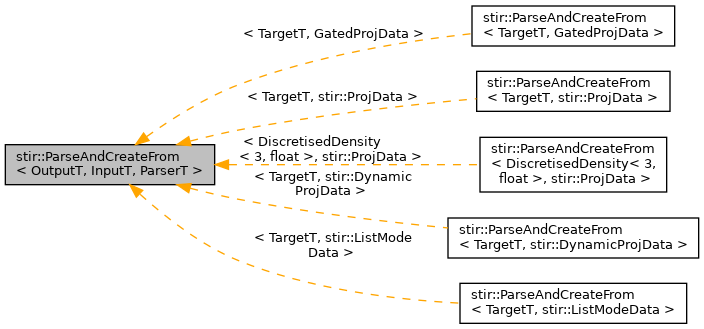 stir::ParseAndCreateFrom
< OutputT, InputT, ParserT >
< TargetT, GatedProjData >
stir::ParseAndCreateFrom
< TargetT, GatedProjData >
< TargetT, stir::ProjData >
stir::ParseAndCreateFrom
< TargetT, stir::ProjData >
< DiscretisedDensity
< 3, float >, stir::ProjData >
stir::ParseAndCreateFrom
< DiscretisedDensity< 3,
float >, stir::ProjData >
< TargetT, stir::Dynamic
ProjData >
stir::ParseAndCreateFrom
< TargetT, stir::DynamicProjData >
< TargetT, stir::ListMode
Data >
stir::ParseAndCreateFrom
< TargetT, stir::ListModeData >